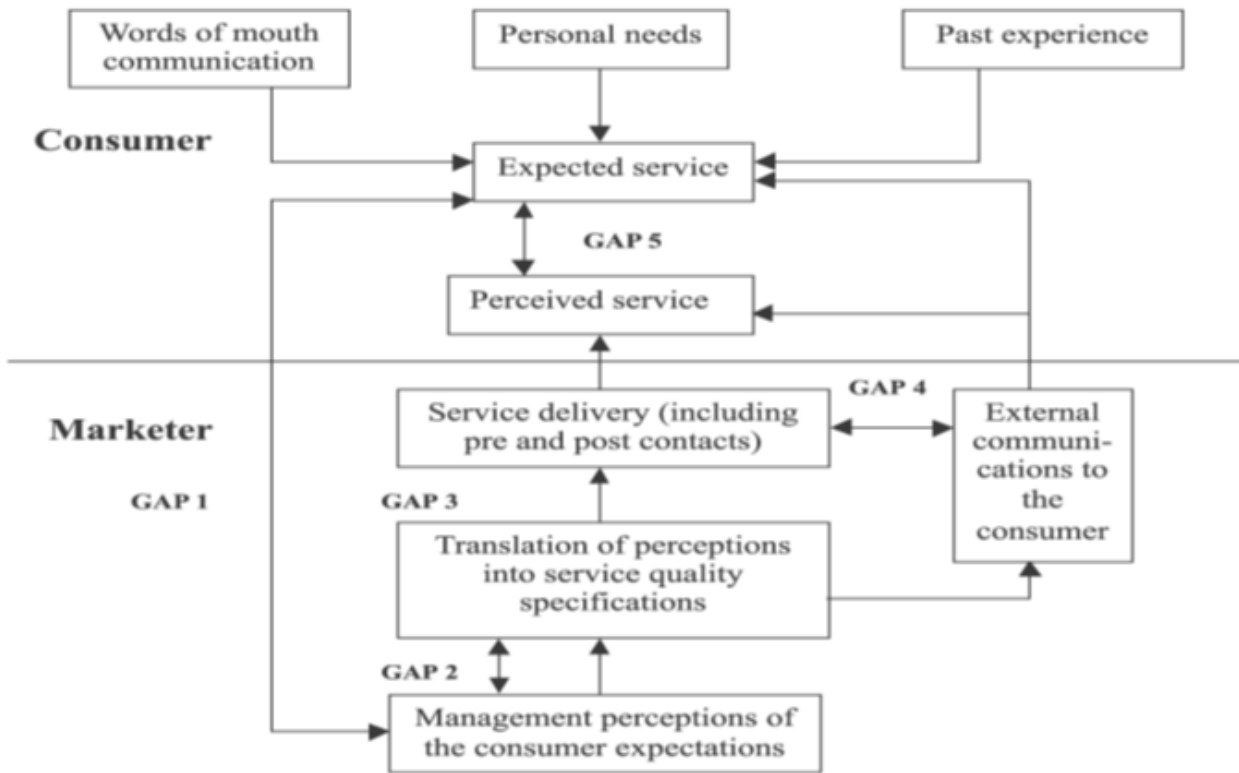 Words of mouth
communication
Personal needs
Past experience
Consumer
Expected service
GAP 5
Perceived service
Marketer
Service delivery (including
pre and post contacts)
GAP 4
External
communi-
cations to
the
consumer
GAP 1
GAP 3
Translation of perceptions
into service quality
specifications
GAP 2
Management perceptions of
the consumer expectations